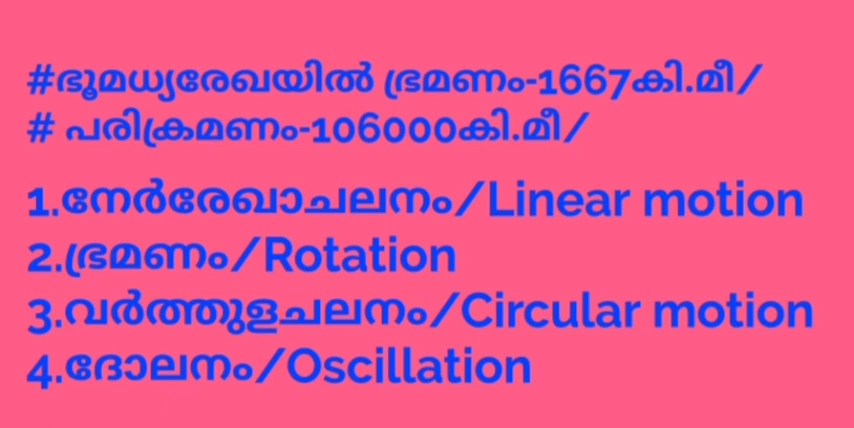 #ഭൂമധ്യരേഖയിൽ ഭ്രമണം-1667കി.മീ/
# പരിക്രമണം-106000കി.മീ/
1.നേർരേഖാചലനം/Linear motion
2.ഭ്രമണം/Rotation
3.വർത്തുളചലനം/Circular motion
4.ദോലനം/Oscillation